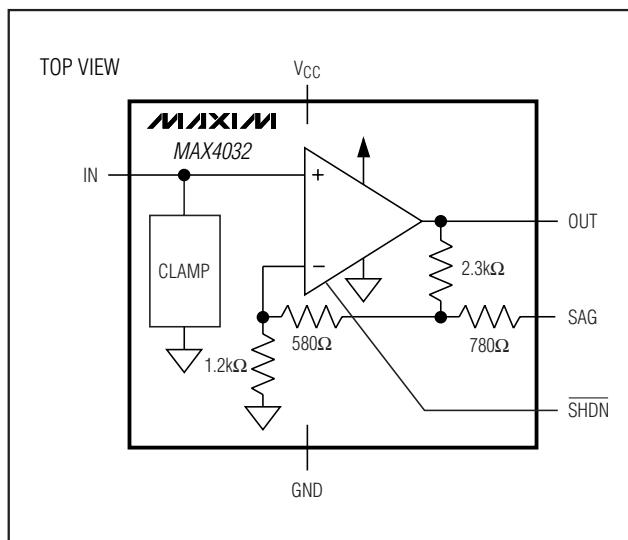 TOP VIEW
VCC
MAXIM
MAX4032
IN
+
OUT
CLAMP
−
2.3kΩ
580Ω
SAG
780Ω
1.2kΩ
SHDN
GND